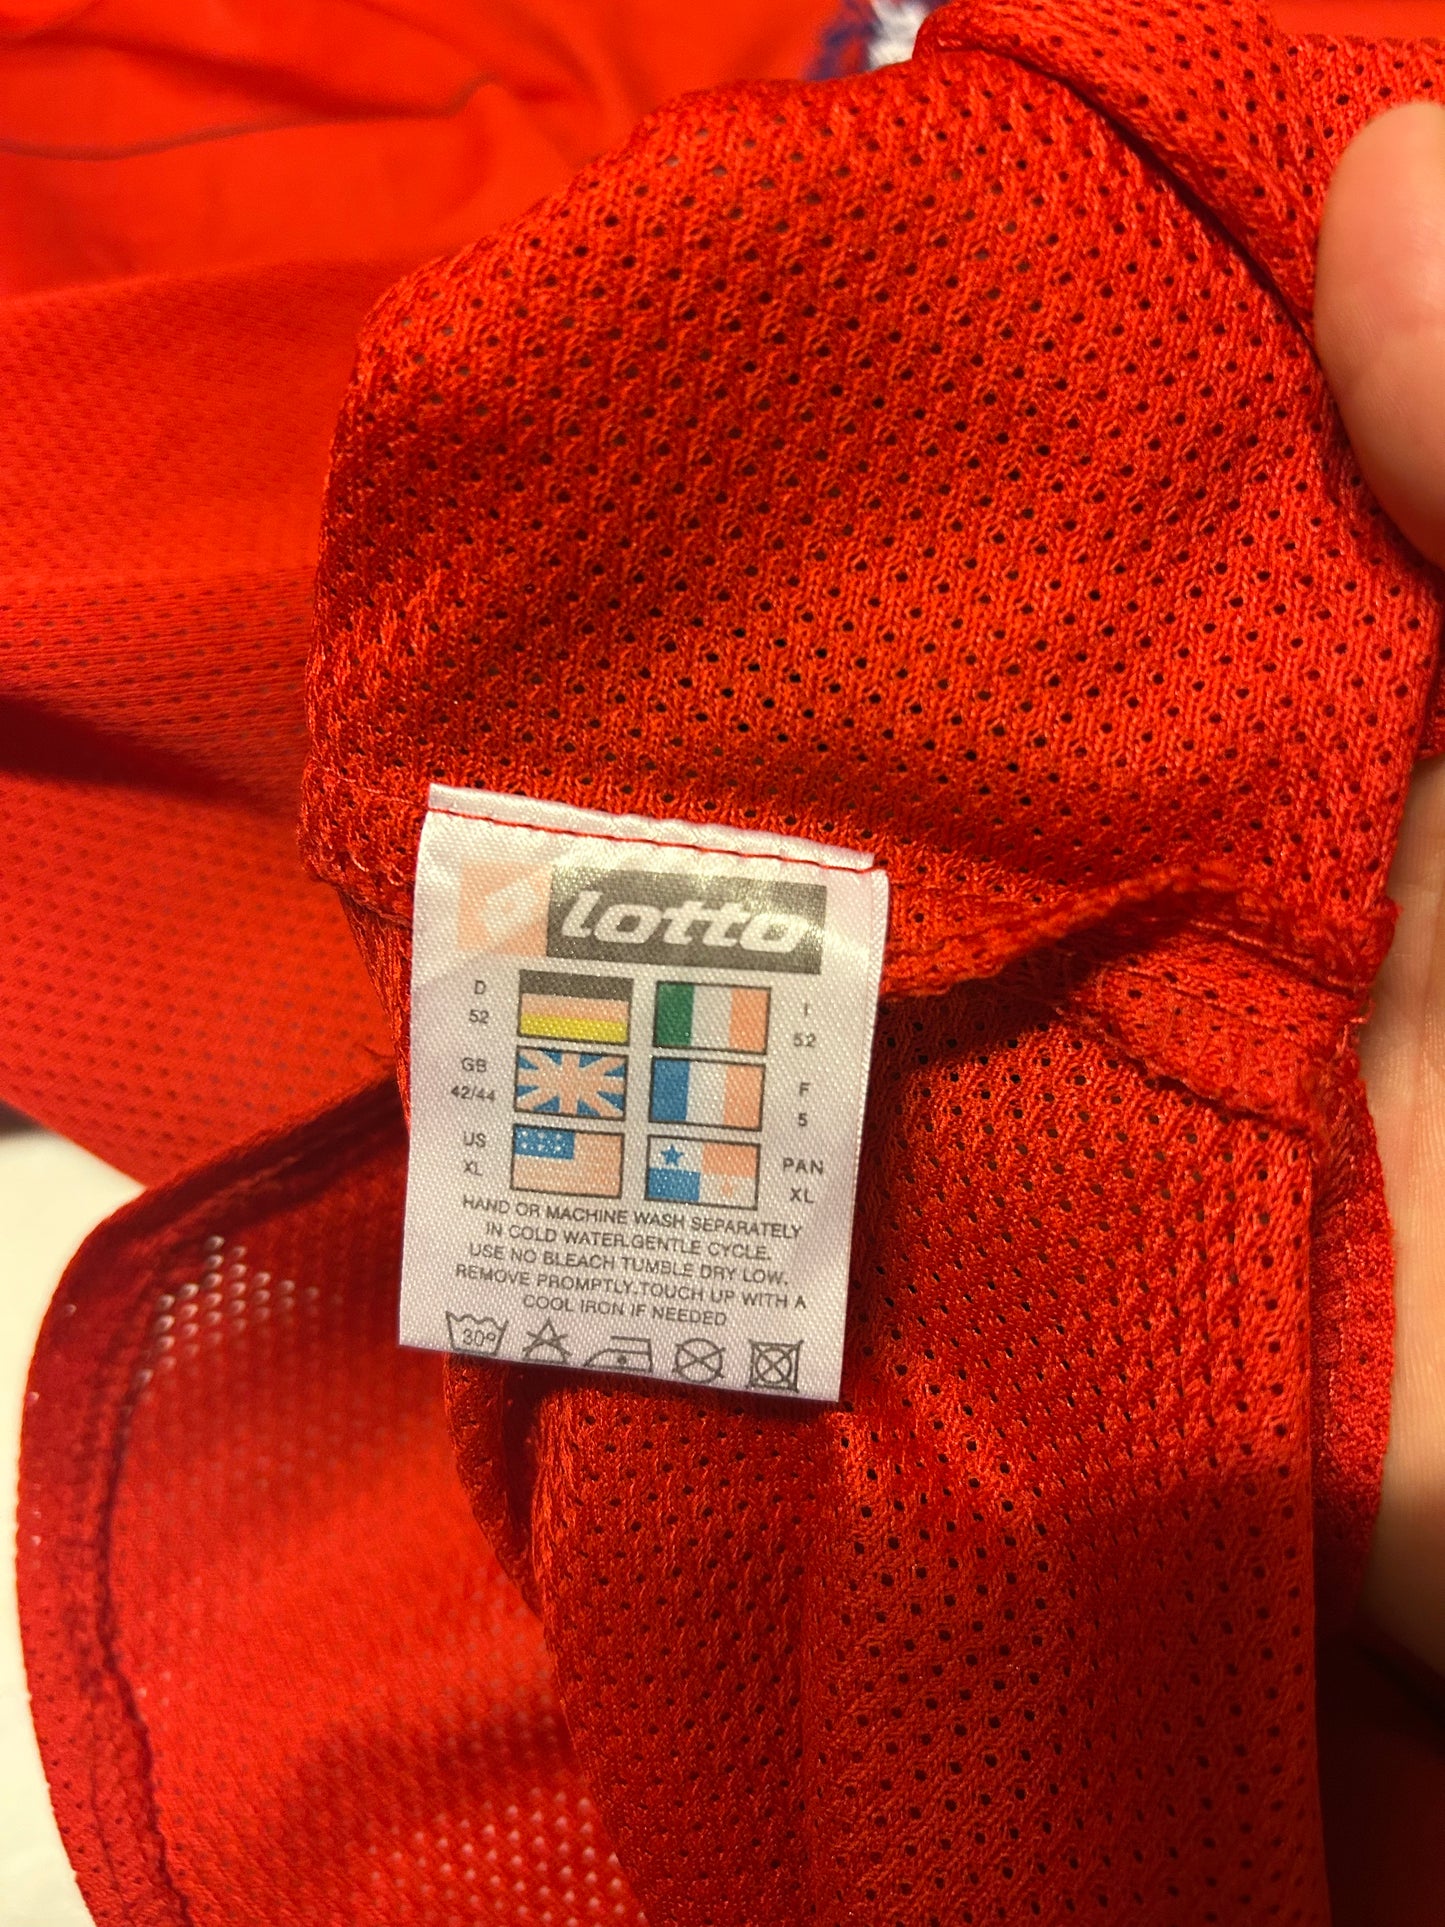 lotto
D
52
I
52
GB
42/44
F
5
US
XL
PAN
XL
HAND OR MACHINE WASH SEPARATELY
IN COLD WATER.GENTLE CYCLE.
USE NO BLEACH TUMBLE DRY LOW.
REMOVE PROMPTLY.TOUCH UP WITH A
COOL IRON IF NEEDED
30º